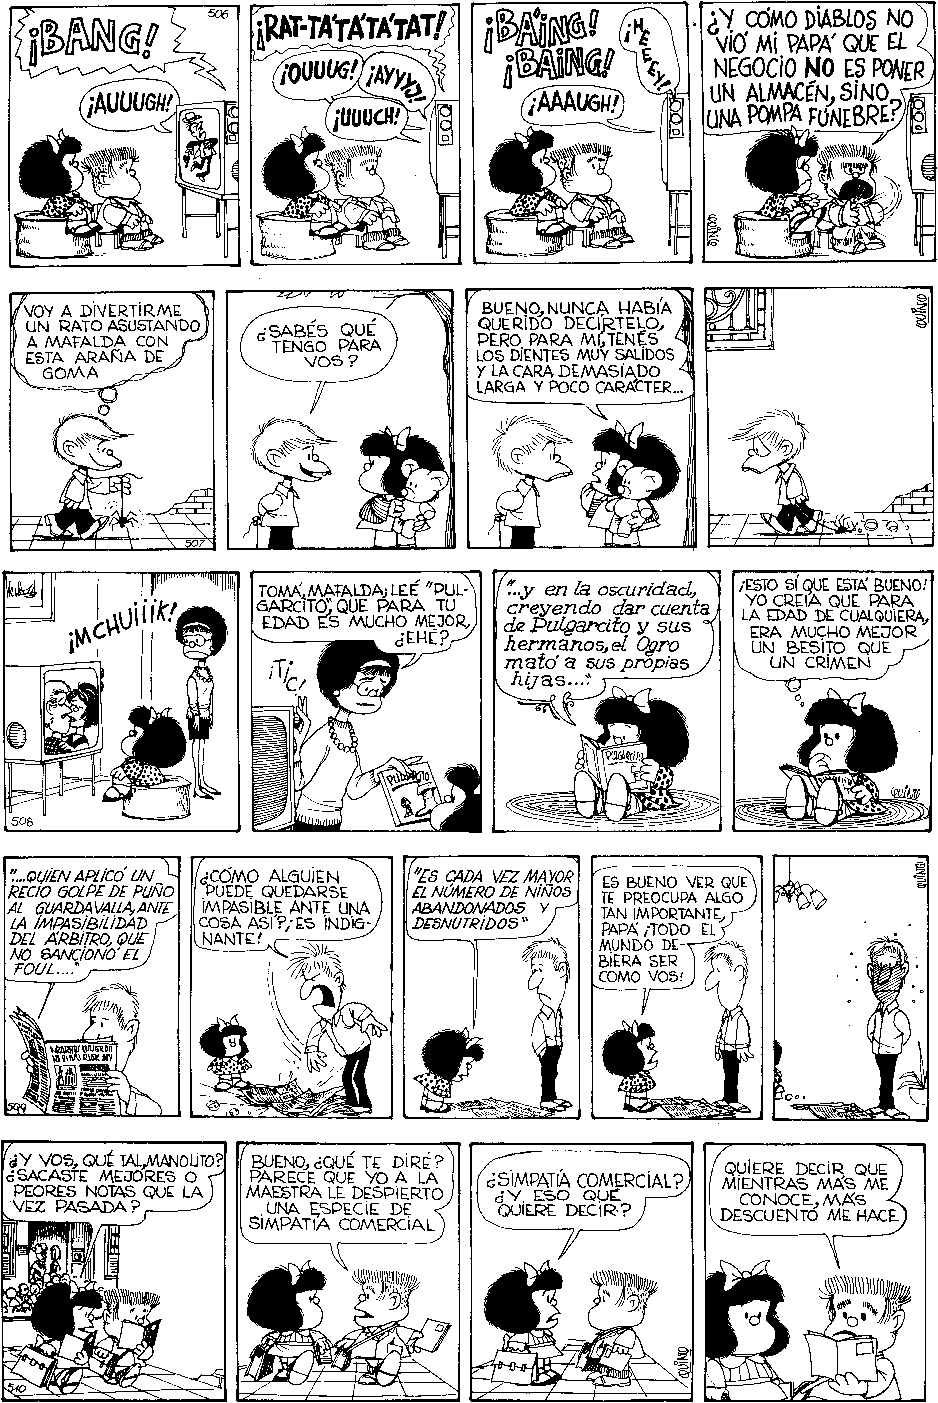 506
¡BANG!
¡AUUUGH!
¡RAT-TA'TA'TA'TAT!
¡OUUUG!
¡AYYYJ!
¡UUUCH!
¡BA'ING!
¡BAING!
¡HEEEY!
¡AAAUGH!
¿Y CÓMO DIABLOS NO
VIÓ MI PAPÁ QUE EL
NEGOCIO NO ES PONER
UN ALMACÉN, SINO
UNA POMPA FÚNEBRE?
QUINO
VOY A DIVERTIRME
UN RATO ASUSTANDO
A MAFALDA CON
ESTA ARAÑA DE
GOMA
507
¿SABÉS QUÉ
TENGO PARA
VOS?
BUENO, NUNCA HABÍA
QUERIDO DECÍRTELO,
PERO PARA MÍ, TENÉS
LOS DIENTES MUY SALIDOS
Y LA CARA DEMASIADO
LARGA Y POCO CARÁCTER...
QUINO
¡MCHUIIIK!
508
TOMÁ, MAFALDA; LEÉ "PUL-
GARCITO", QUE PARA TU
EDAD ES MUCHO MEJOR,
¿EHÉ?
¡TIC!
PULGARCITO
"...y en la oscuridad,
creyendo dar cuenta
de Pulgarcito y sus
hermanos, el Ogro
mató a sus propias
hijas..."
Pulgarcito
¡ESTO SÍ QUE ESTÁ BUENO!
YO CREÍA QUE PARA
LA EDAD DE CUALQUIERA,
ERA MUCHO MEJOR
UN BESITO QUE
UN CRIMEN
QUINO
"...QUIEN APLICÓ UN
RECIO GOLPE DE PUÑO
AL GUARDAVALLA, ANTE
LA IMPASIBILIDAD
DEL ÁRBITRO, QUE
NO SANCIONÓ EL
FOUL...."
599
¿CÓMO ALGUIEN
PUEDE QUEDARSE
IMPASIBLE ANTE UNA
COSA ASÍ?; ¡ES INDIG-
NANTE!
"ES CADA VEZ MAYOR
EL NÚMERO DE NIÑOS
ABANDONADOS Y
DESNUTRIDOS"
ES BUENO VER QUE
TE PREOCUPA ALGO
TAN IMPORTANTE,
PAPÁ ¡TODO EL
MUNDO DE-
BIERA SER
COMO VOS!
QUINO
¿Y VOS, QUÉ TAL, MANOLITO?
¿SACASTE MEJORES O
PEORES NOTAS QUE LA
VEZ PASADA?
510
BUENO, ¿QUÉ TE DIRÉ?
PARECE QUE YO A LA
MAESTRA LE DESPIERTO
UNA ESPECIE DE
SIMPATÍA COMERCIAL
¿SIMPATÍA COMERCIAL?
¿Y ESO QUÉ
QUIERE DECIR?
QUINO
QUIERE DECIR QUE
MIENTRAS MÁS ME
CONOCE, MÁS
DESCUENTO ME HACE